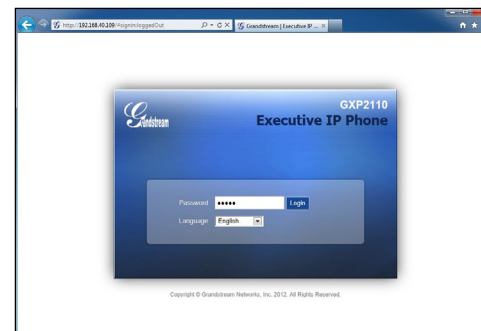 http://192.168.40.109/#signin:loggedOut
Grandstream | Executive IP ...
Grandstream
GXP2110
Executive IP Phone
Password
Login
Language
English
Copyright © Grandstream Networks, Inc. 2012. All Rights Reserved.